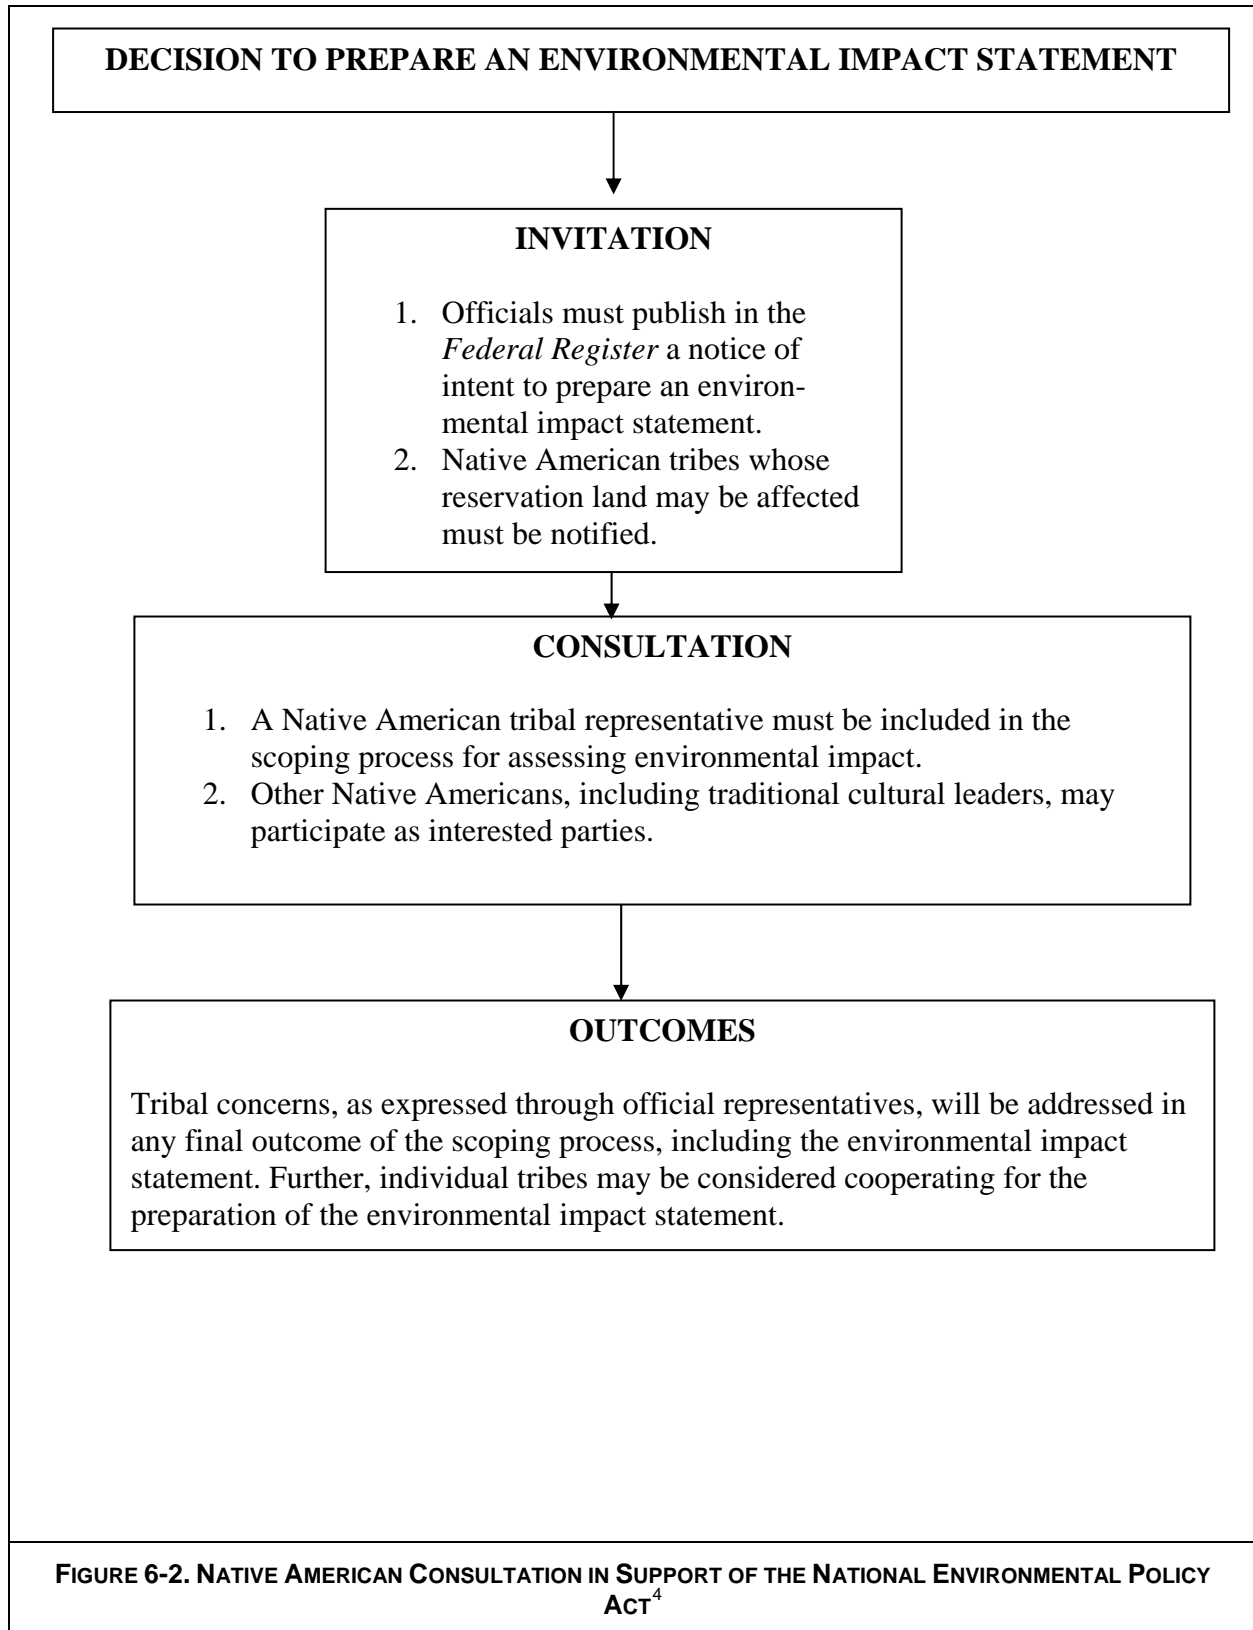 DECISION TO PREPARE AN ENVIRONMENTAL IMPACT STATEMENT
INVITATION
1. Officials must publish in the
Federal Register a notice of
intent to prepare an environ-
mental impact statement.
2. Native American tribes whose
reservation land may be affected
must be notified.
CONSULTATION
1. A Native American tribal representative must be included in the
scoping process for assessing environmental impact.
2. Other Native Americans, including traditional cultural leaders, may
participate as interested parties.
OUTCOMES
Tribal concerns, as expressed through official representatives, will be addressed in
any final outcome of the scoping process, including the environmental impact
statement. Further, individual tribes may be considered cooperating for the
preparation of the environmental impact statement.
FIGURE 6-2. NATIVE AMERICAN CONSULTATION IN SUPPORT OF THE NATIONAL ENVIRONMENTAL POLICY
ACT4